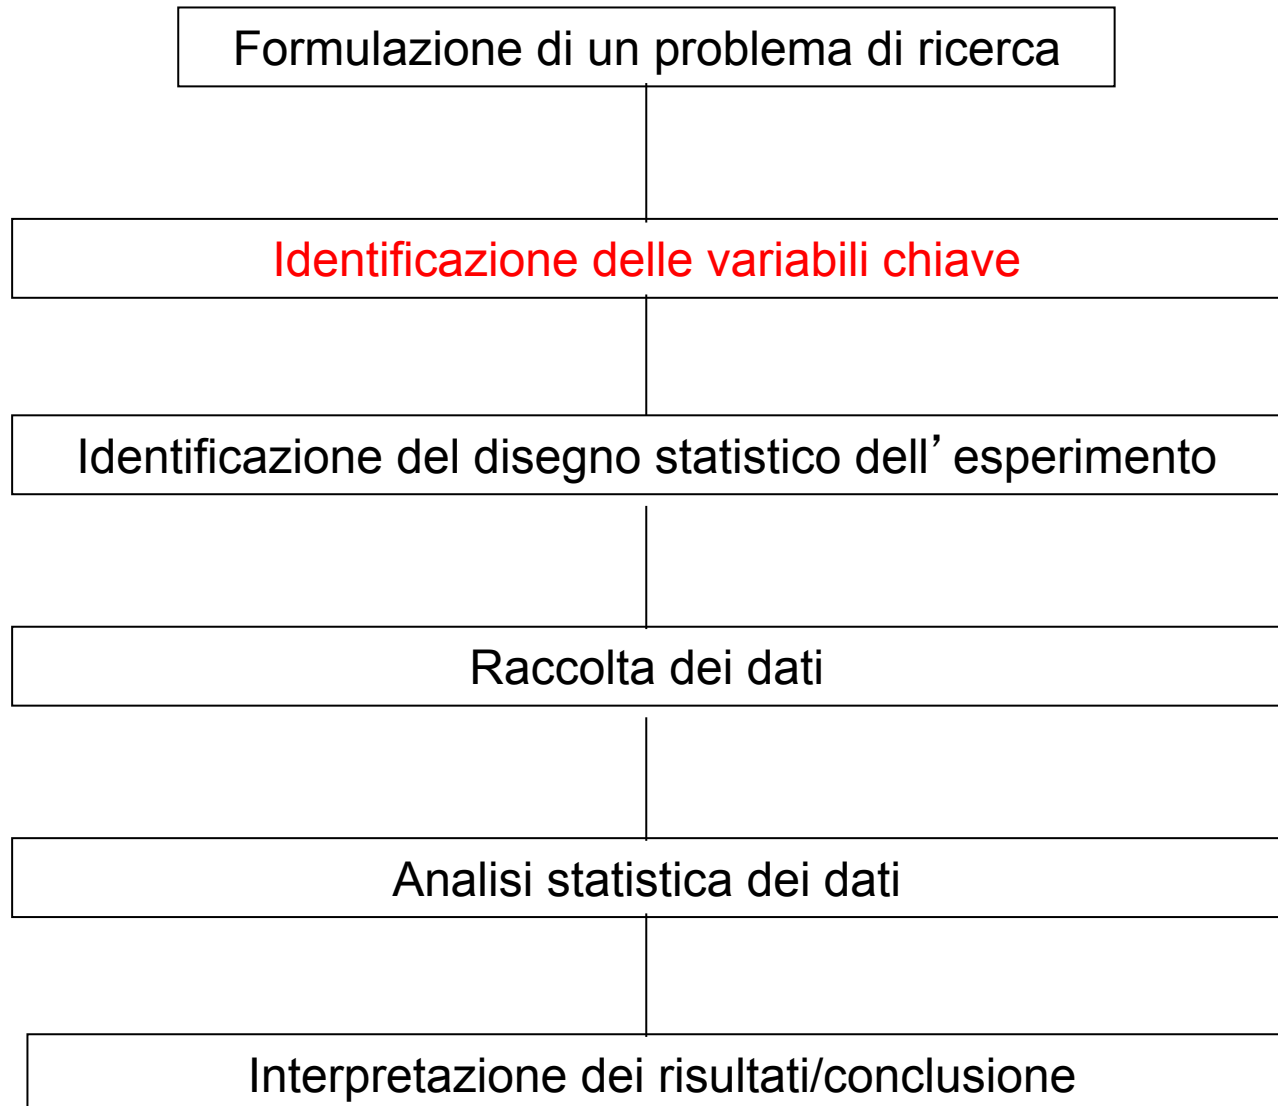 Formulazione di un problema di ricerca
Identificazione delle variabili chiave
Identificazione del disegno statistico dell’ esperimento
Raccolta dei dati
Analisi statistica dei dati
Interpretazione dei risultati/conclusione